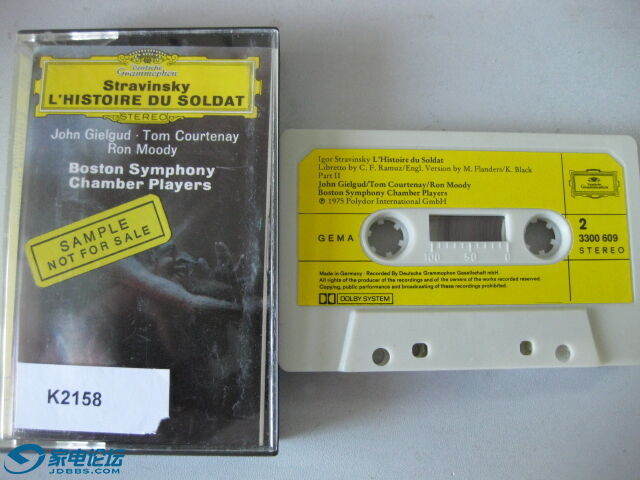 Deutsche
Grammophon
Stravinsky
L'HISTOIRE DU SOLDAT
STEREO
John Gielgud · Tom Courtenay
Ron Moody
Boston Symphony
Chamber Players
SAMPLE
NOT FOR SALE
K2158
Igor Stravinsky L'Histoire du Soldat
Libretto by C. F. Ramuz/Engl. Version by M. Flanders/K. Black
Part II
John Gielgud/Tom Courtenay/Ron Moody
Boston Symphony Chamber Players
℗ 1975 Polydor International GmbH
Deutsche
Grammophon
GEMA
100 50 0
2
3300 609
STEREO
Made in Germany · Recorded By Deutsche Grammophon Gesellschaft mbH.
All rights of the producer of the recordings and of the owners of the works recorded reserved.
Copying, public performance and broadcasting of these recordings prohibited.
DOLBY SYSTEM
家电论坛
JDBBS.COM